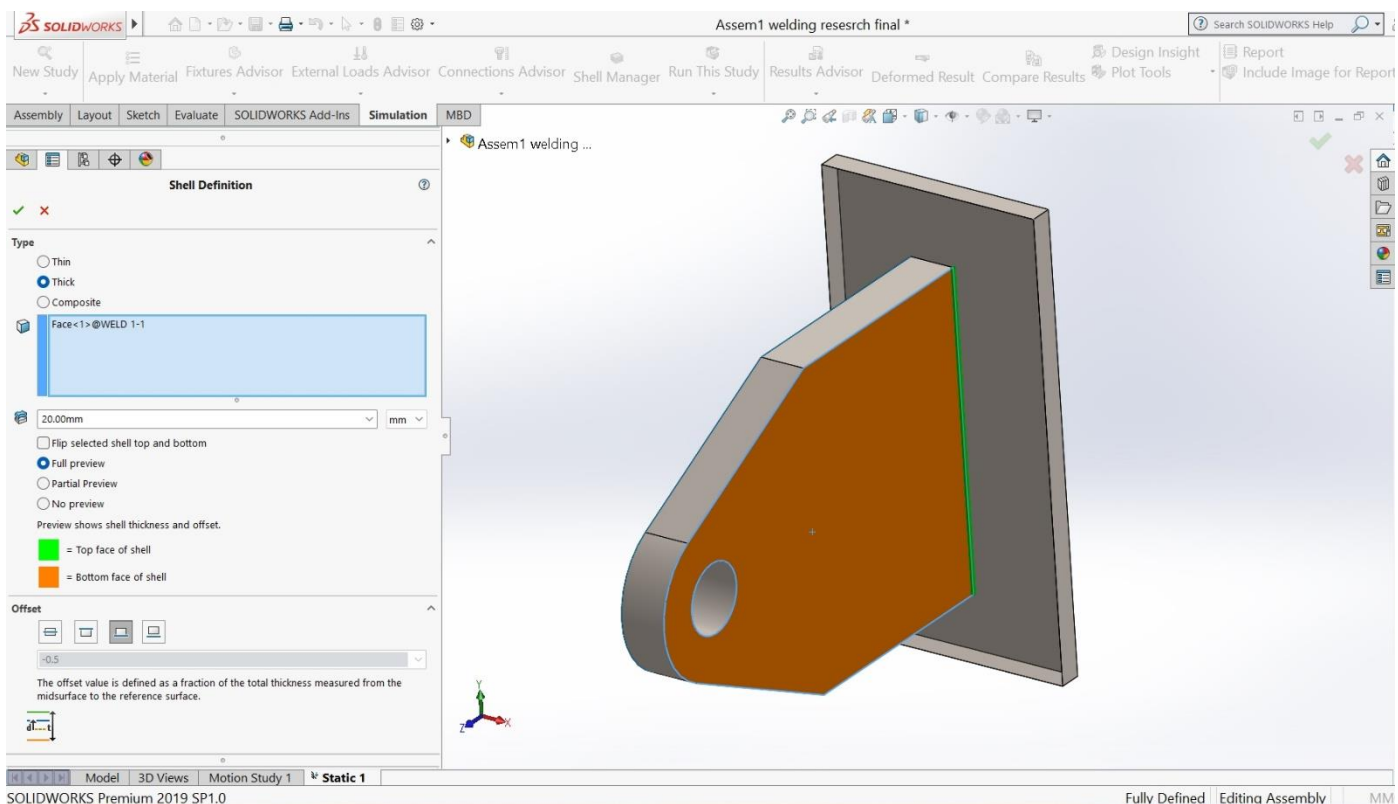 SOLIDWORKS
Assem1 welding resesrch final *
Search SOLIDWORKS Help
New Study
Apply Material
Fixtures Advisor
External Loads Advisor
Connections Advisor
Shell Manager
Run This Study
Results Advisor
Deformed Result
Compare Results
Design Insight
Plot Tools
Report
Include Image for Report
Assembly
Layout
Sketch
Evaluate
SOLIDWORKS Add-Ins
Simulation
MBD
Assem1 welding ...
Shell Definition
Type
Thin
Thick
Composite
Face<1>@WELD 1-1
20.00mm
mm
Flip selected shell top and bottom
Full preview
Partial Preview
No preview
Preview shows shell thickness and offset.
= Top face of shell
= Bottom face of shell
Offset
-0.5
The offset value is defined as a fraction of the total thickness measured from the
midsurface to the reference surface.
d
t
Y
Z
X
Model
3D Views
Motion Study 1
Static 1
SOLIDWORKS Premium 2019 SP1.0
Fully Defined
Editing Assembly
MM